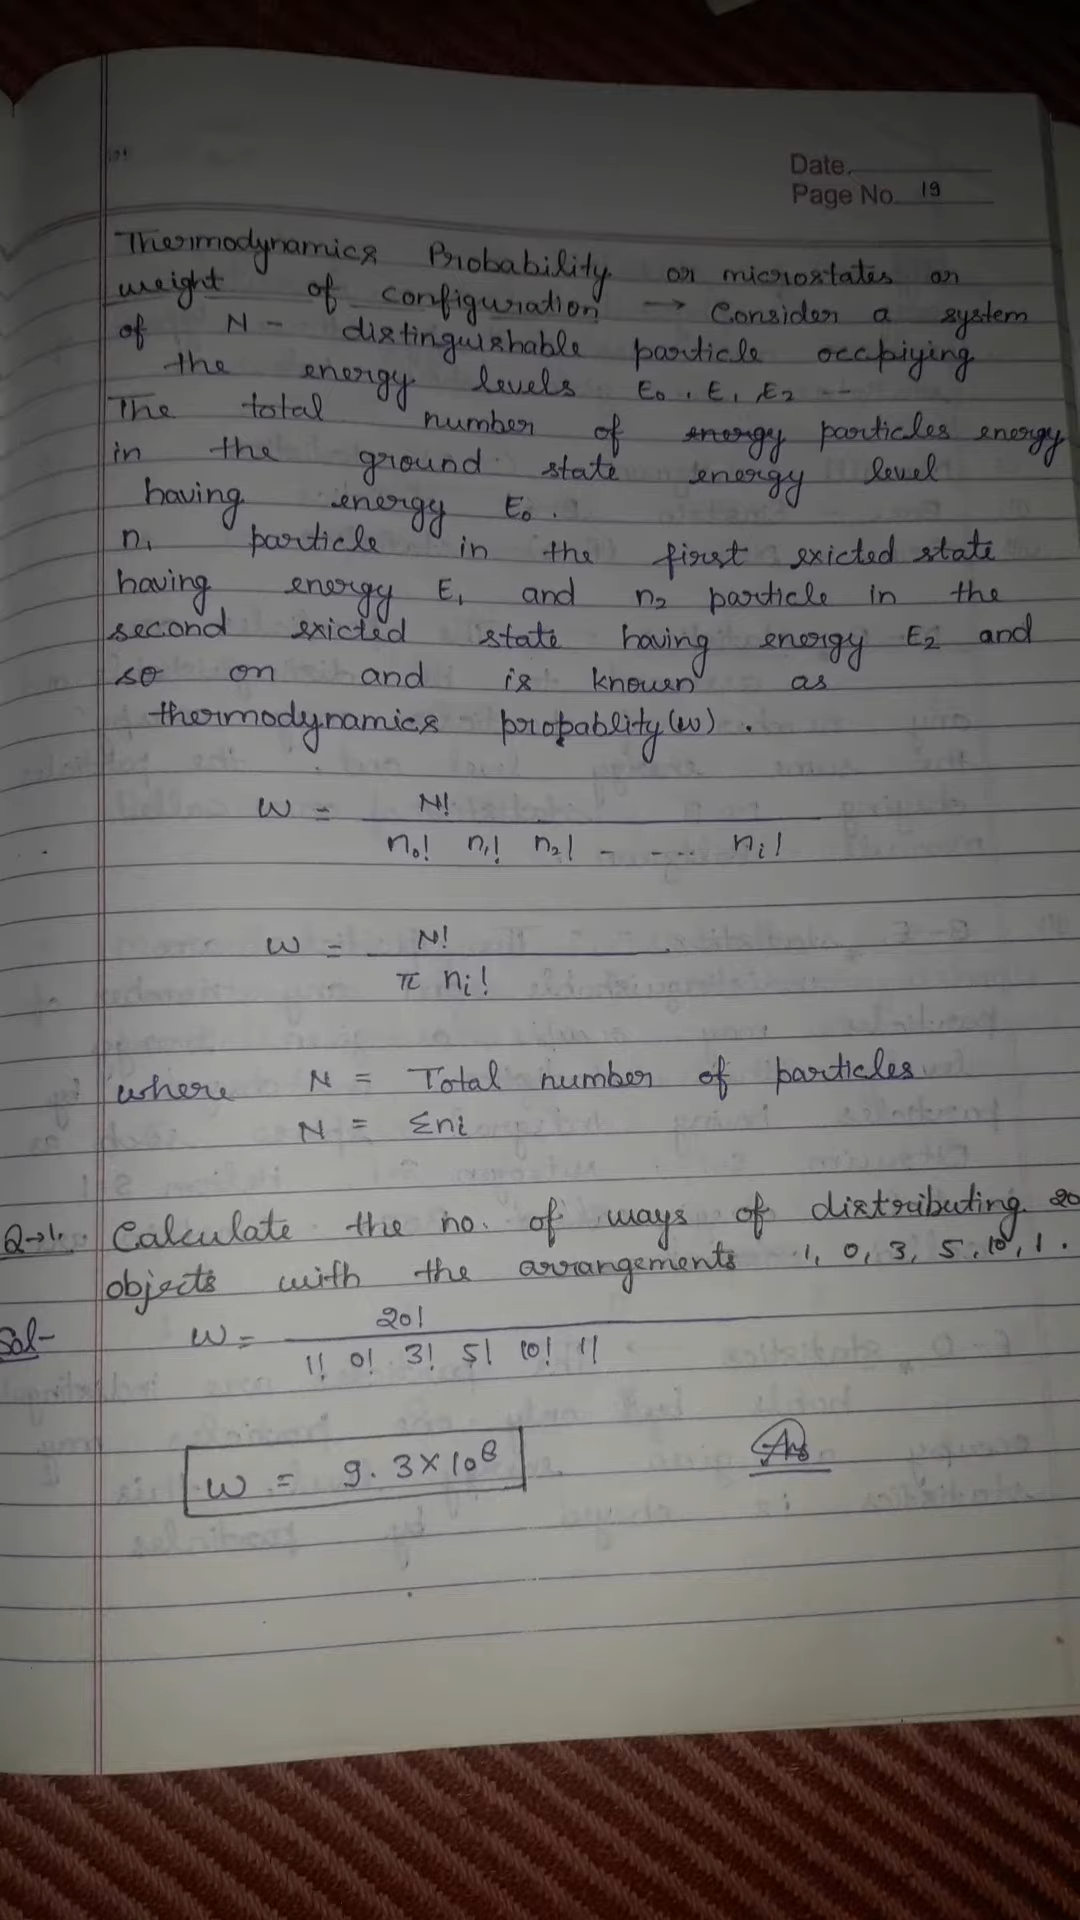 Date.
Page No. 19
Thermodynamics Probability or microstates or
weight of configuration → Consider a system
of N- distinguishable particle occpiying
the energy levels E₀, E₁, E₂ --
The total number of energy particles energy
in the ground state energy level
having energy E₀.
n₁ particle in the first exicted state
having energy E₁ and n₂ particle in the
second exicted state having energy E₂ and
so on and is known as
thermodynamics propablity (w).
W = N! / n₀! n₁! n₂! - - ... nᵢ!
W = N! / π nᵢ!
where N = Total number of particles
N = Σnᵢ
Q→1. Calculate the no. of ways of distributing 20
objects with the arrangements 1, 0, 3, 5, 10, 1.
Sol- W = 20! / 1! 0! 3! 5! 10! 1!
W = 9.3×10⁸
Ans